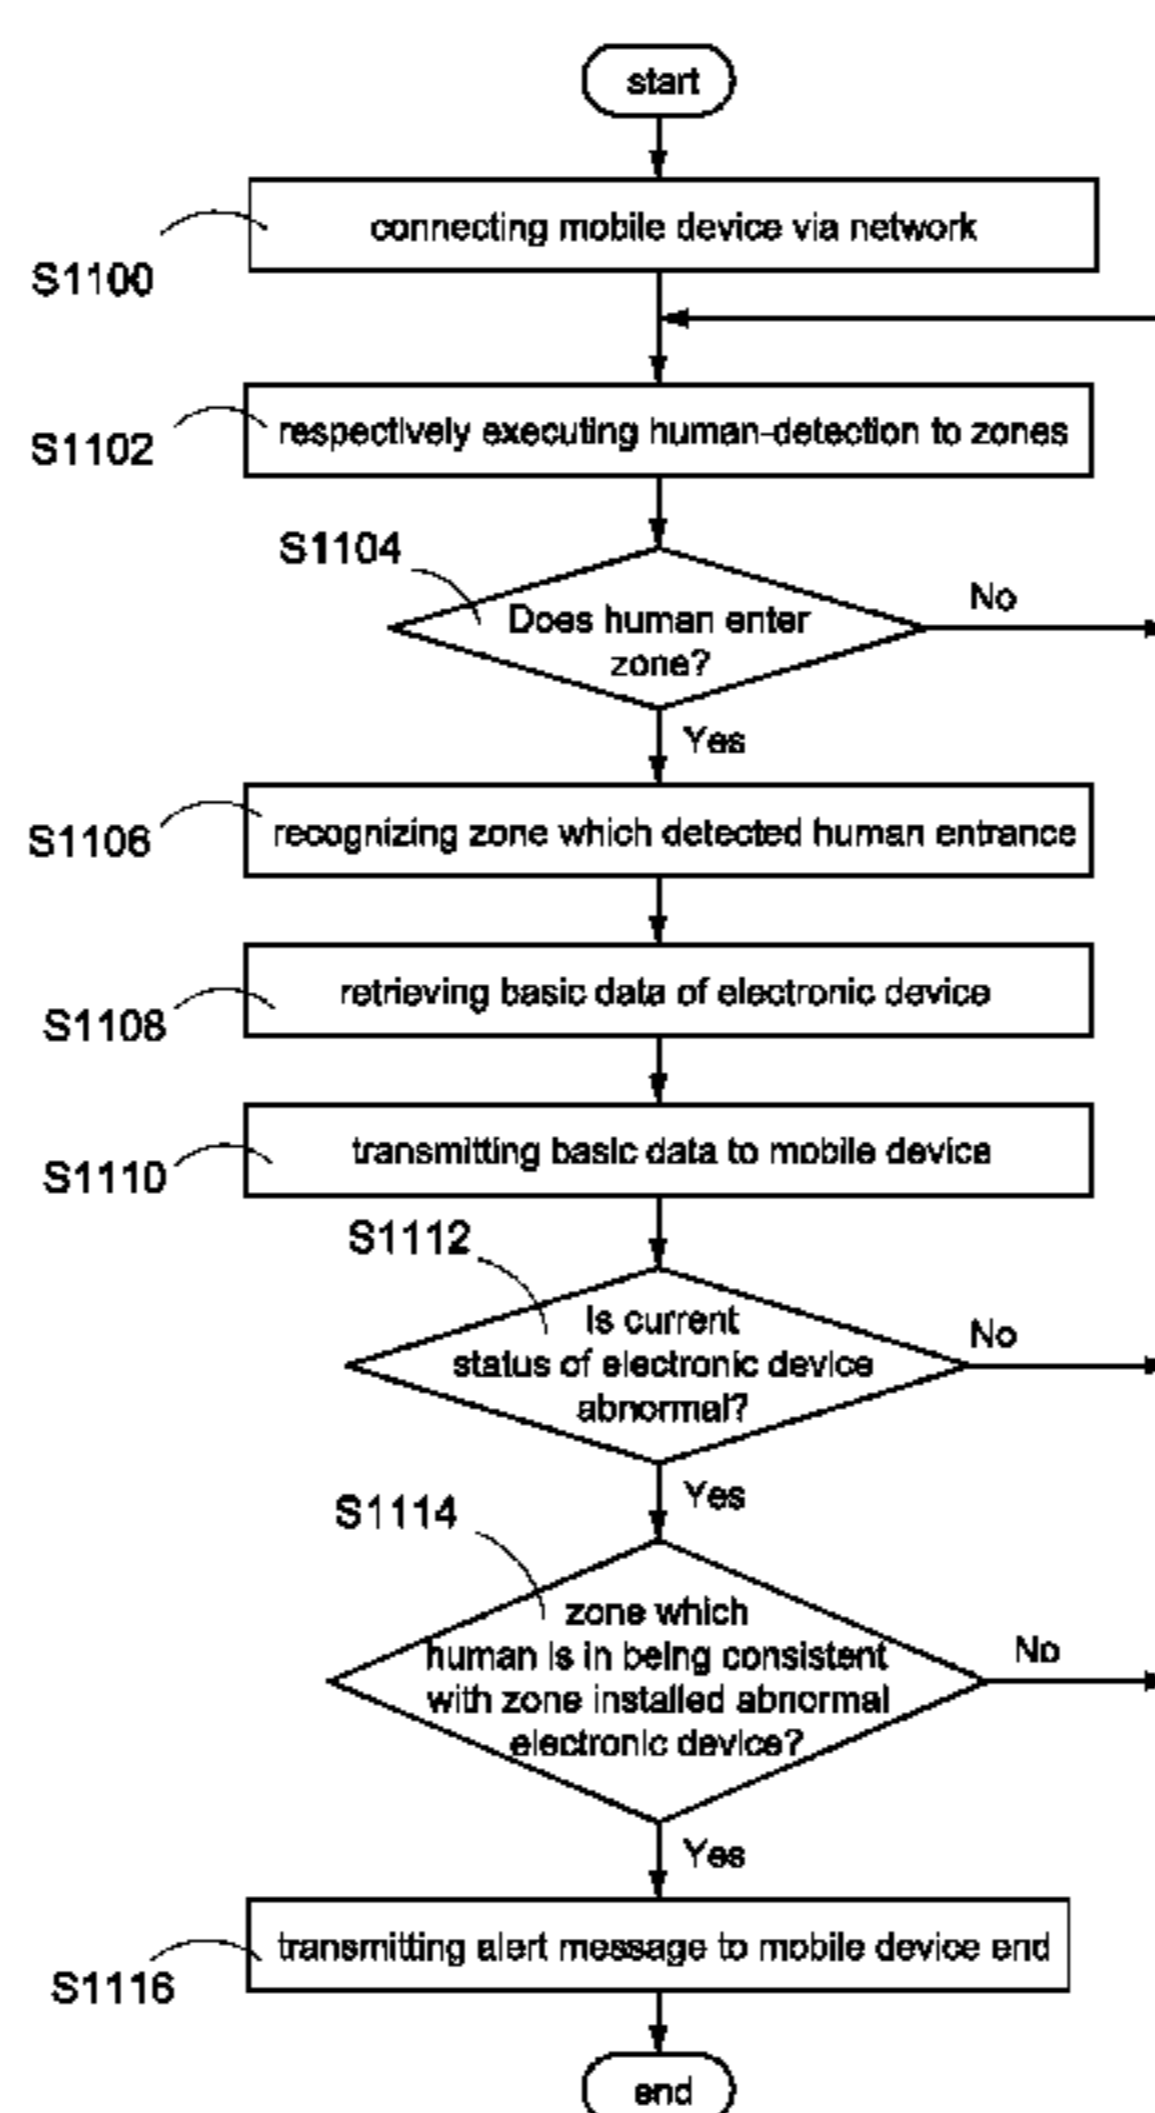 start
connecting mobile device via network
S1100
respectively executing human-detection to zones
S1102
S1104
Does human enter
zone?
No
Yes
recognizing zone which detected human entrance
S1106
retrieving basic data of electronic device
S1108
transmitting basic data to mobile device
S1110
S1112
Is current
status of electronic device
abnormal?
No
Yes
S1114
zone which
human is in being consistent
with zone installed abnormal
electronic device?
No
Yes
transmitting alert message to mobile device end
S1116
end